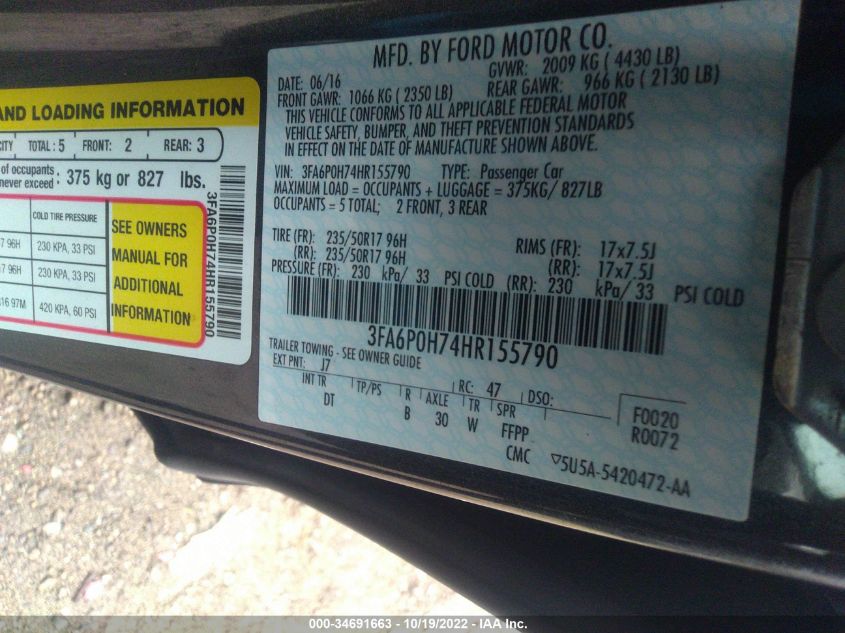 AND LOADING INFORMATION
CITY TOTAL : 5 FRONT: 2 REAR: 3
of occupants
never exceed : 375 kg or 827 lbs.
COLD TIRE PRESSURE
7 96H 230 KPA, 33 PSI
7 96H 230 KPA, 33 PSI
R16 97M 420 KPA, 60 PSI
SEE OWNERS
MANUAL FOR
ADDITIONAL
INFORMATION
3FA6P0H74HR155790
MFD. BY FORD MOTOR CO.
DATE: 06/16 GVWR: 2009 KG ( 4430 LB)
FRONT GAWR: 1066 KG ( 2350 LB) REAR GAWR: 966 KG ( 2130 LB)
THIS VEHICLE CONFORMS TO ALL APPLICABLE FEDERAL MOTOR
VEHICLE SAFETY, BUMPER, AND THEFT PREVENTION STANDARDS
IN EFFECT ON THE DATE OF MANUFACTURE SHOWN ABOVE.
VIN: 3FA6P0H74HR155790 TYPE: Passenger Car
MAXIMUM LOAD = OCCUPANTS + LUGGAGE = 375KG/ 827LB
OCCUPANTS = 5 TOTAL; 2 FRONT, 3 REAR
TIRE (FR): 235/50R17 96H RIMS (FR): 17x7.5J
(RR): 235/50R17 96H (RR): 17x7.5J
PRESSURE (FR): 230 kPa/ 33 PSI COLD (RR): 230 kPa/ 33 PSI COLD
3FA6P0H74HR155790
TRAILER TOWING - SEE OWNER GUIDE
EXT PNT: J7 RC: 47 DSO:
INT TR TP/PS R AXLE TR SPR
DT B 30 W FFPP
CMC
F0020
R0072
▽5U5A-5420472-AA
000-34691663 - 10/19/2022 - IAA Inc.